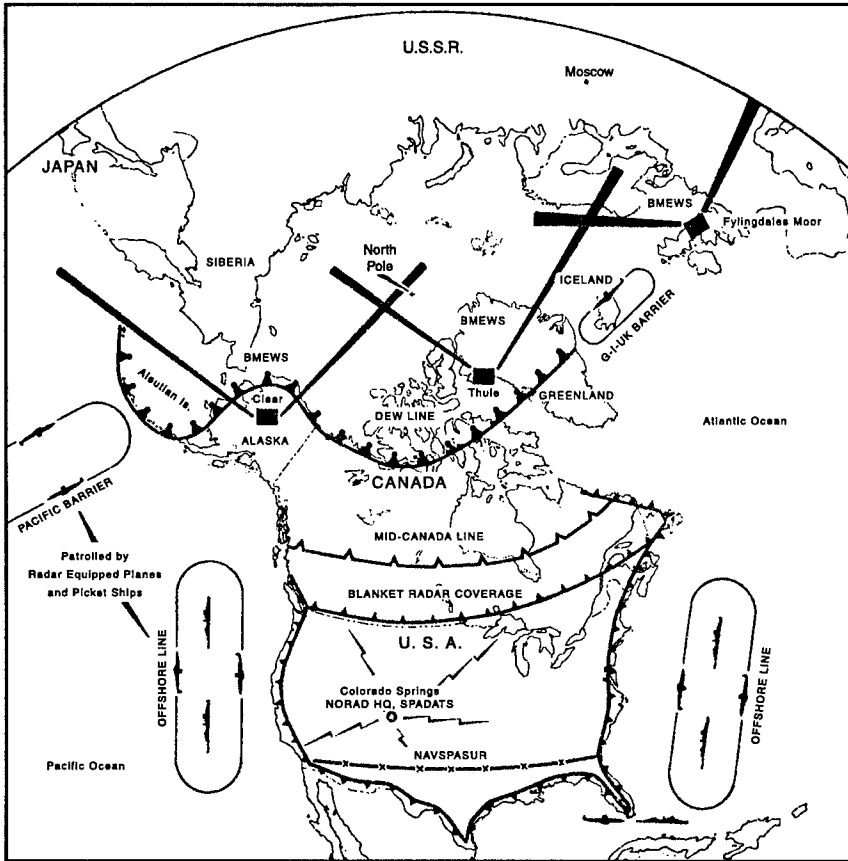 U.S.S.R.
Moscow
JAPAN
BMEWS
Fylingdales Moor
SIBERIA
North
Pole
ICELAND
BMEWS
G-I-UK BARRIER
BMEWS
Aleutian Is.
Clear
Thule
GREENLAND
DEW LINE
ALASKA
Atlantic Ocean
CANADA
PACIFIC BARRIER
MID-CANADA LINE
Patrolled by
Radar Equipped Planes
and Picket Ships
BLANKET RADAR COVERAGE
U. S. A.
OFFSHORE LINE
Colorado Springs
NORAD HQ, SPADATS
OFFSHORE LINE
NAVSPASUR
Pacific Ocean